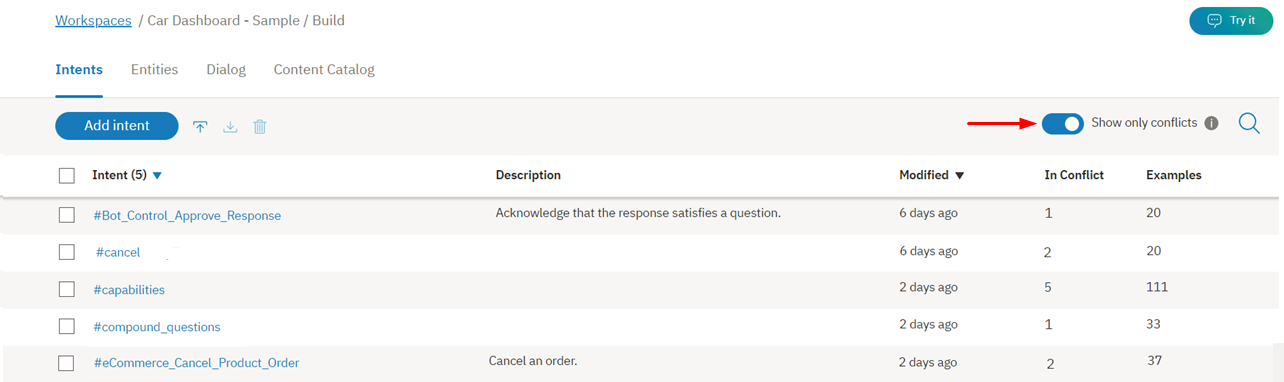 Workspaces / Car Dashboard - Sample / Build
Try it
Intents Entities Dialog Content Catalog
Add intent
Show only conflicts
Intent (5) Description Modified In Conflict Examples
#Bot_Control_Approve_Response Acknowledge that the response satisfies a question. 6 days ago 1 20
#cancel 6 days ago 2 20
#capabilities 2 days ago 5 111
#compound_questions 2 days ago 1 33
#eCommerce_Cancel_Product_Order Cancel an order. 2 days ago 2 37